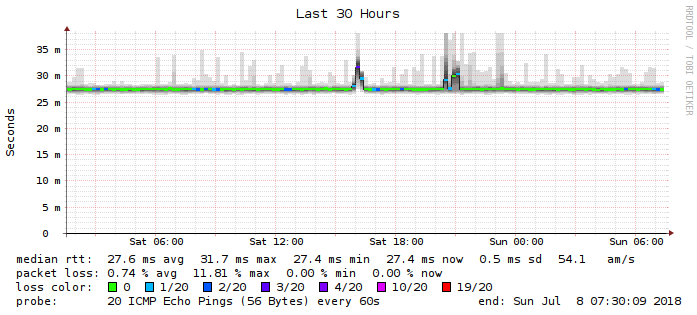 Last 30 Hours
RRDTOOL / TOBI OETIKER
Seconds
35 m
30 m
25 m
20 m
15 m
10 m
5 m
0
Sat 06:00 Sat 12:00 Sat 18:00 Sun 00:00 Sun 06:00
median rtt: 27.6 ms avg 31.7 ms max 27.4 ms min 27.4 ms now 0.5 ms sd 54.1 am/s
packet loss: 0.74 % avg 11.81 % max 0.00 % min 0.00 % now
loss color: 0 1/20 2/20 3/20 4/20 10/20 19/20
probe: 20 ICMP Echo Pings (56 Bytes) every 60s end: Sun Jul 8 07:30:09 2018